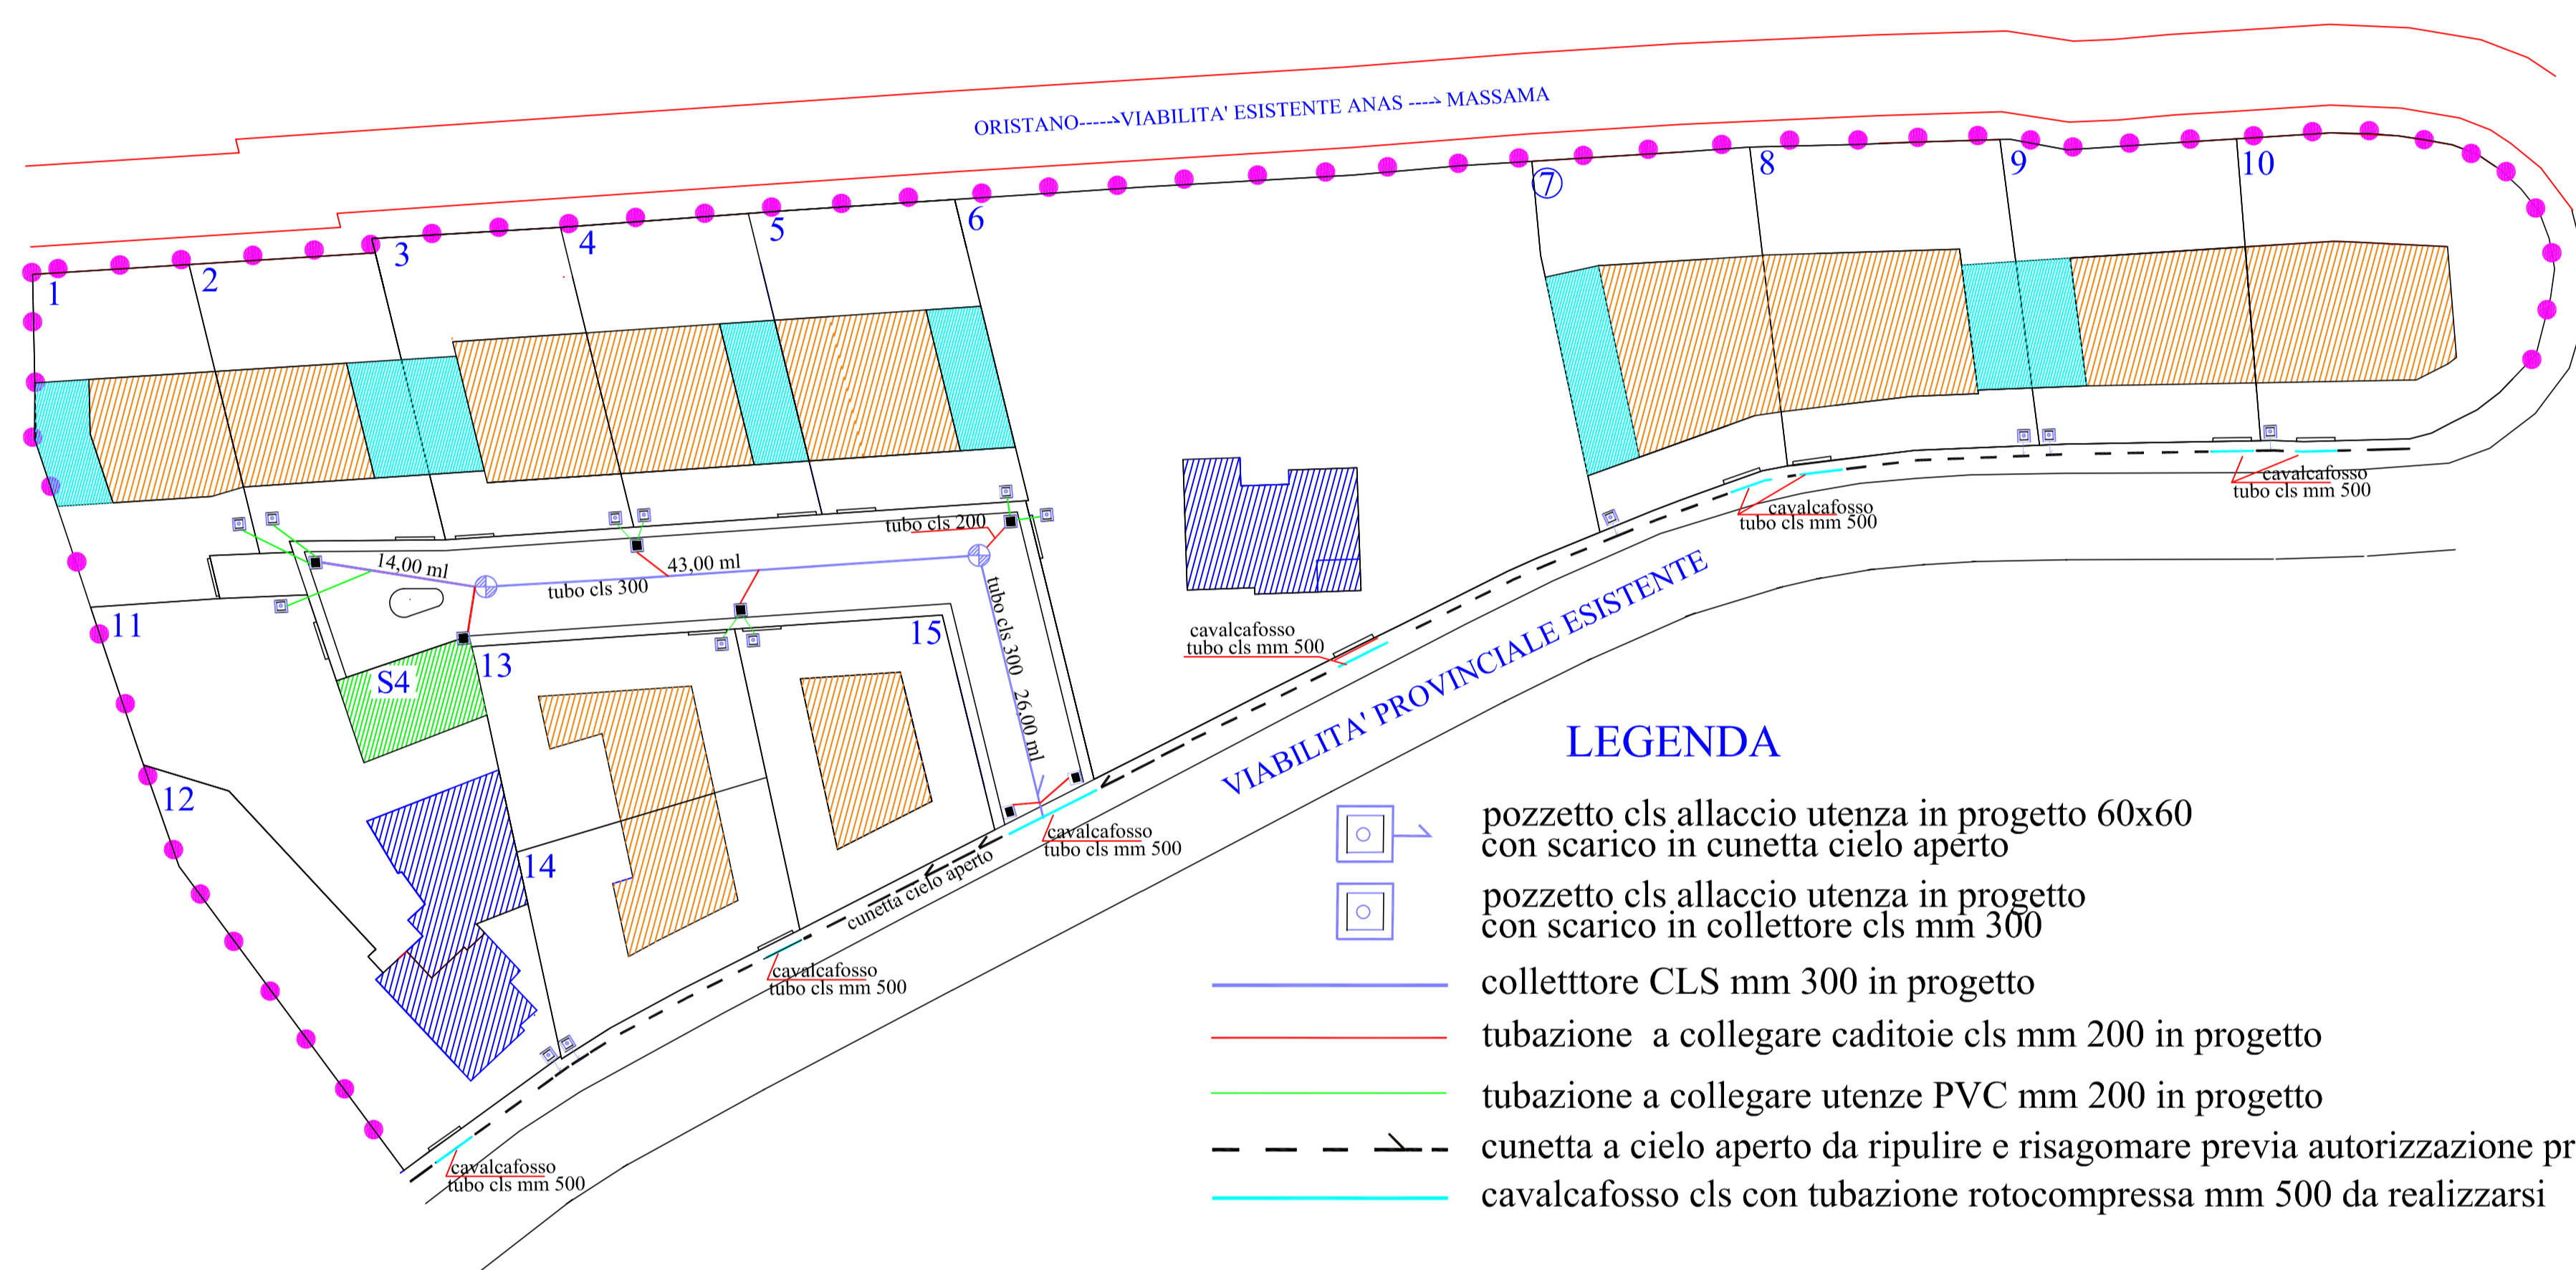 ORISTANO-----➔VIABILITA' ESISTENTE ANAS ----➔ MASSAMA
1
2
3
4
5
6
7
8
9
10
cavalcafosso
tubo cls mm 500
cavalcafosso
tubo cls mm 500
tubo cls 200
14,00 ml
43,00 ml
tubo cls 300
tubo cls 300 26,00 ml
11
13
15
S4
12
14
cavalcafosso
tubo cls mm 500
VIABILITA' PROVINCIALE ESISTENTE
cavalcafosso
tubo cls mm 500
cunetta cielo aperto
cavalcafosso
tubo cls mm 500
cavalcafosso
tubo cls mm 500
LEGENDA
pozzetto cls allaccio utenza in progetto 60x60
con scarico in cunetta cielo aperto
pozzetto cls allaccio utenza in progetto
con scarico in collettore cls mm 300
colletttore CLS mm 300 in progetto
tubazione a collegare caditoie cls mm 200 in progetto
tubazione a collegare utenze PVC mm 200 in progetto
cunetta a cielo aperto da ripulire e risagomare previa autorizzazione pr
cavalcafosso cls con tubazione rotocompressa mm 500 da realizzarsi